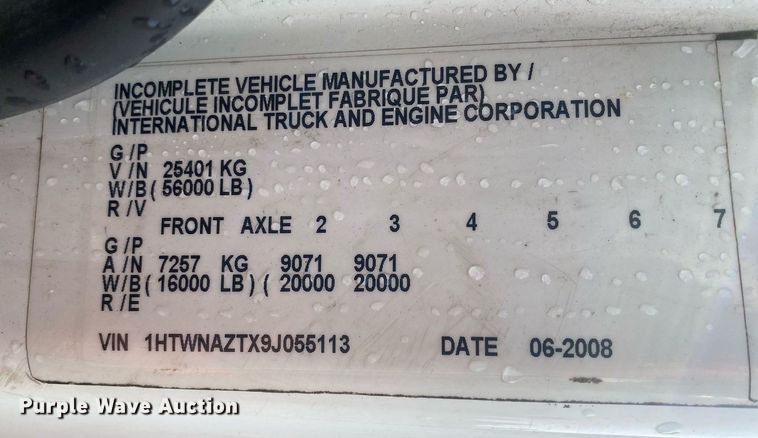 INCOMPLETE VEHICLE MANUFACTURED BY /
(VEHICULE INCOMPLET FABRIQUE PAR)
INTERNATIONAL TRUCK AND ENGINE CORPORATION
G /P
V /N 25401 KG
W/B ( 56000 LB )
R /V
FRONT AXLE 2 3 4 5 6 7
G /P
A /N 7257 KG 9071 9071
W/B ( 16000 LB ) ( 20000 20000
R /E
VIN 1HTWNAZTX9J055113 DATE 06-2008
Purple Wave Auction